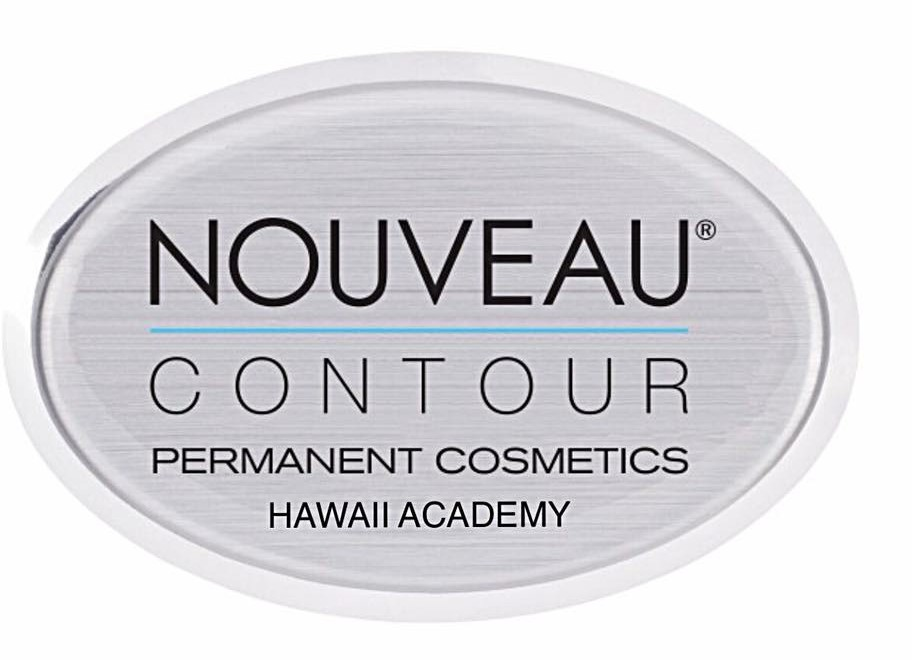 NOUVEAU®
CONTOUR
PERMANENT COSMETICS
HAWAII ACADEMY